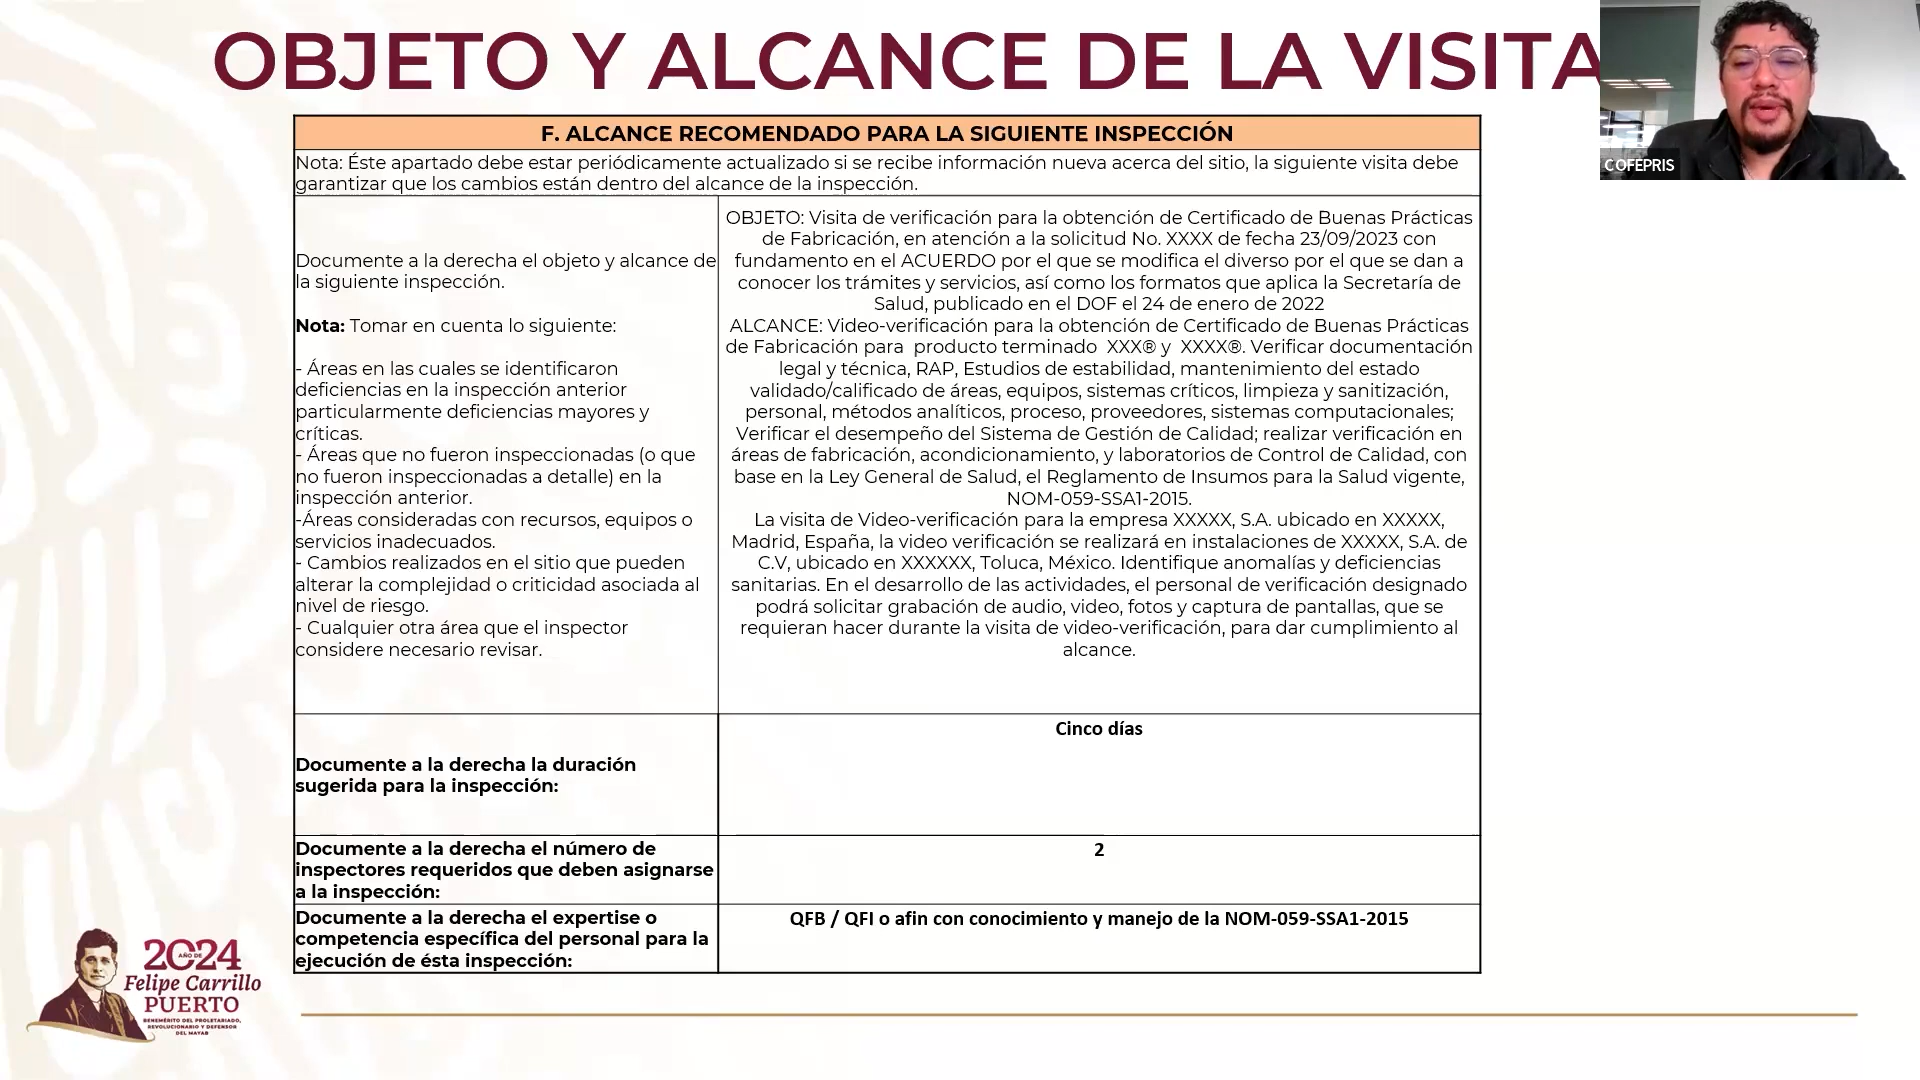 OBJETO Y ALCANCE DE LA VISITA
COFEPRIS
F. ALCANCE RECOMENDADO PARA LA SIGUIENTE INSPECCIÓN
Nota: Éste apartado debe estar periódicamente actualizado si se recibe información nueva acerca del sitio, la siguiente visita debe
garantizar que los cambios están dentro del alcance de la inspección.
Documente a la derecha el objeto y alcance de
la siguiente inspección.
Nota: Tomar en cuenta lo siguiente:
- Áreas en las cuales se identificaron
deficiencias en la inspección anterior
particularmente deficiencias mayores y
críticas.
- Áreas que no fueron inspeccionadas (o que
no fueron inspeccionadas a detalle) en la
inspección anterior.
-Áreas consideradas con recursos, equipos o
servicios inadecuados.
- Cambios realizados en el sitio que pueden
alterar la complejidad o criticidad asociada al
nivel de riesgo.
- Cualquier otra área que el inspector
considere necesario revisar.
OBJETO: Visita de verificación para la obtención de Certificado de Buenas Prácticas
de Fabricación, en atención a la solicitud No. XXXX de fecha 23/09/2023 con
fundamento en el ACUERDO por el que se modifica el diverso por el que se dan a
conocer los trámites y servicios, así como los formatos que aplica la Secretaría de
Salud, publicado en el DOF el 24 de enero de 2022
ALCANCE: Video-verificación para la obtención de Certificado de Buenas Prácticas
de Fabricación para producto terminado XXX® y XXXX®. Verificar documentación
legal y técnica, RAP, Estudios de estabilidad, mantenimiento del estado
validado/calificado de áreas, equipos, sistemas críticos, limpieza y sanitización,
personal, métodos analíticos, proceso, proveedores, sistemas computacionales;
Verificar el desempeño del Sistema de Gestión de Calidad; realizar verificación en
áreas de fabricación, acondicionamiento, y laboratorios de Control de Calidad, con
base en la Ley General de Salud, el Reglamento de Insumos para la Salud vigente,
NOM-059-SSA1-2015.
La visita de Video-verificación para la empresa XXXXX, S.A. ubicado en XXXXX,
Madrid, España, la video verificación se realizará en instalaciones de XXXXX, S.A. de
C.V, ubicado en XXXXXX, Toluca, México. Identifique anomalías y deficiencias
sanitarias. En el desarrollo de las actividades, el personal de verificación designado
podrá solicitar grabación de audio, video, fotos y captura de pantallas, que se
requieran hacer durante la visita de video-verificación, para dar cumplimiento al
alcance.
Documente a la derecha la duración
sugerida para la inspección:
Cinco días
Documente a la derecha el número de
inspectores requeridos que deben asignarse
a la inspección:
2
Documente a la derecha el expertise o
competencia específica del personal para la
ejecución de ésta inspección:
QFB / QFI o afin con conocimiento y manejo de la NOM-059-SSA1-2015
2024
AÑO DE
Felipe Carrillo
PUERTO
BENEMÉRITO DEL PROLETARIADO,
REVOLUCIONARIO Y DEFENSOR
DEL MAYAB